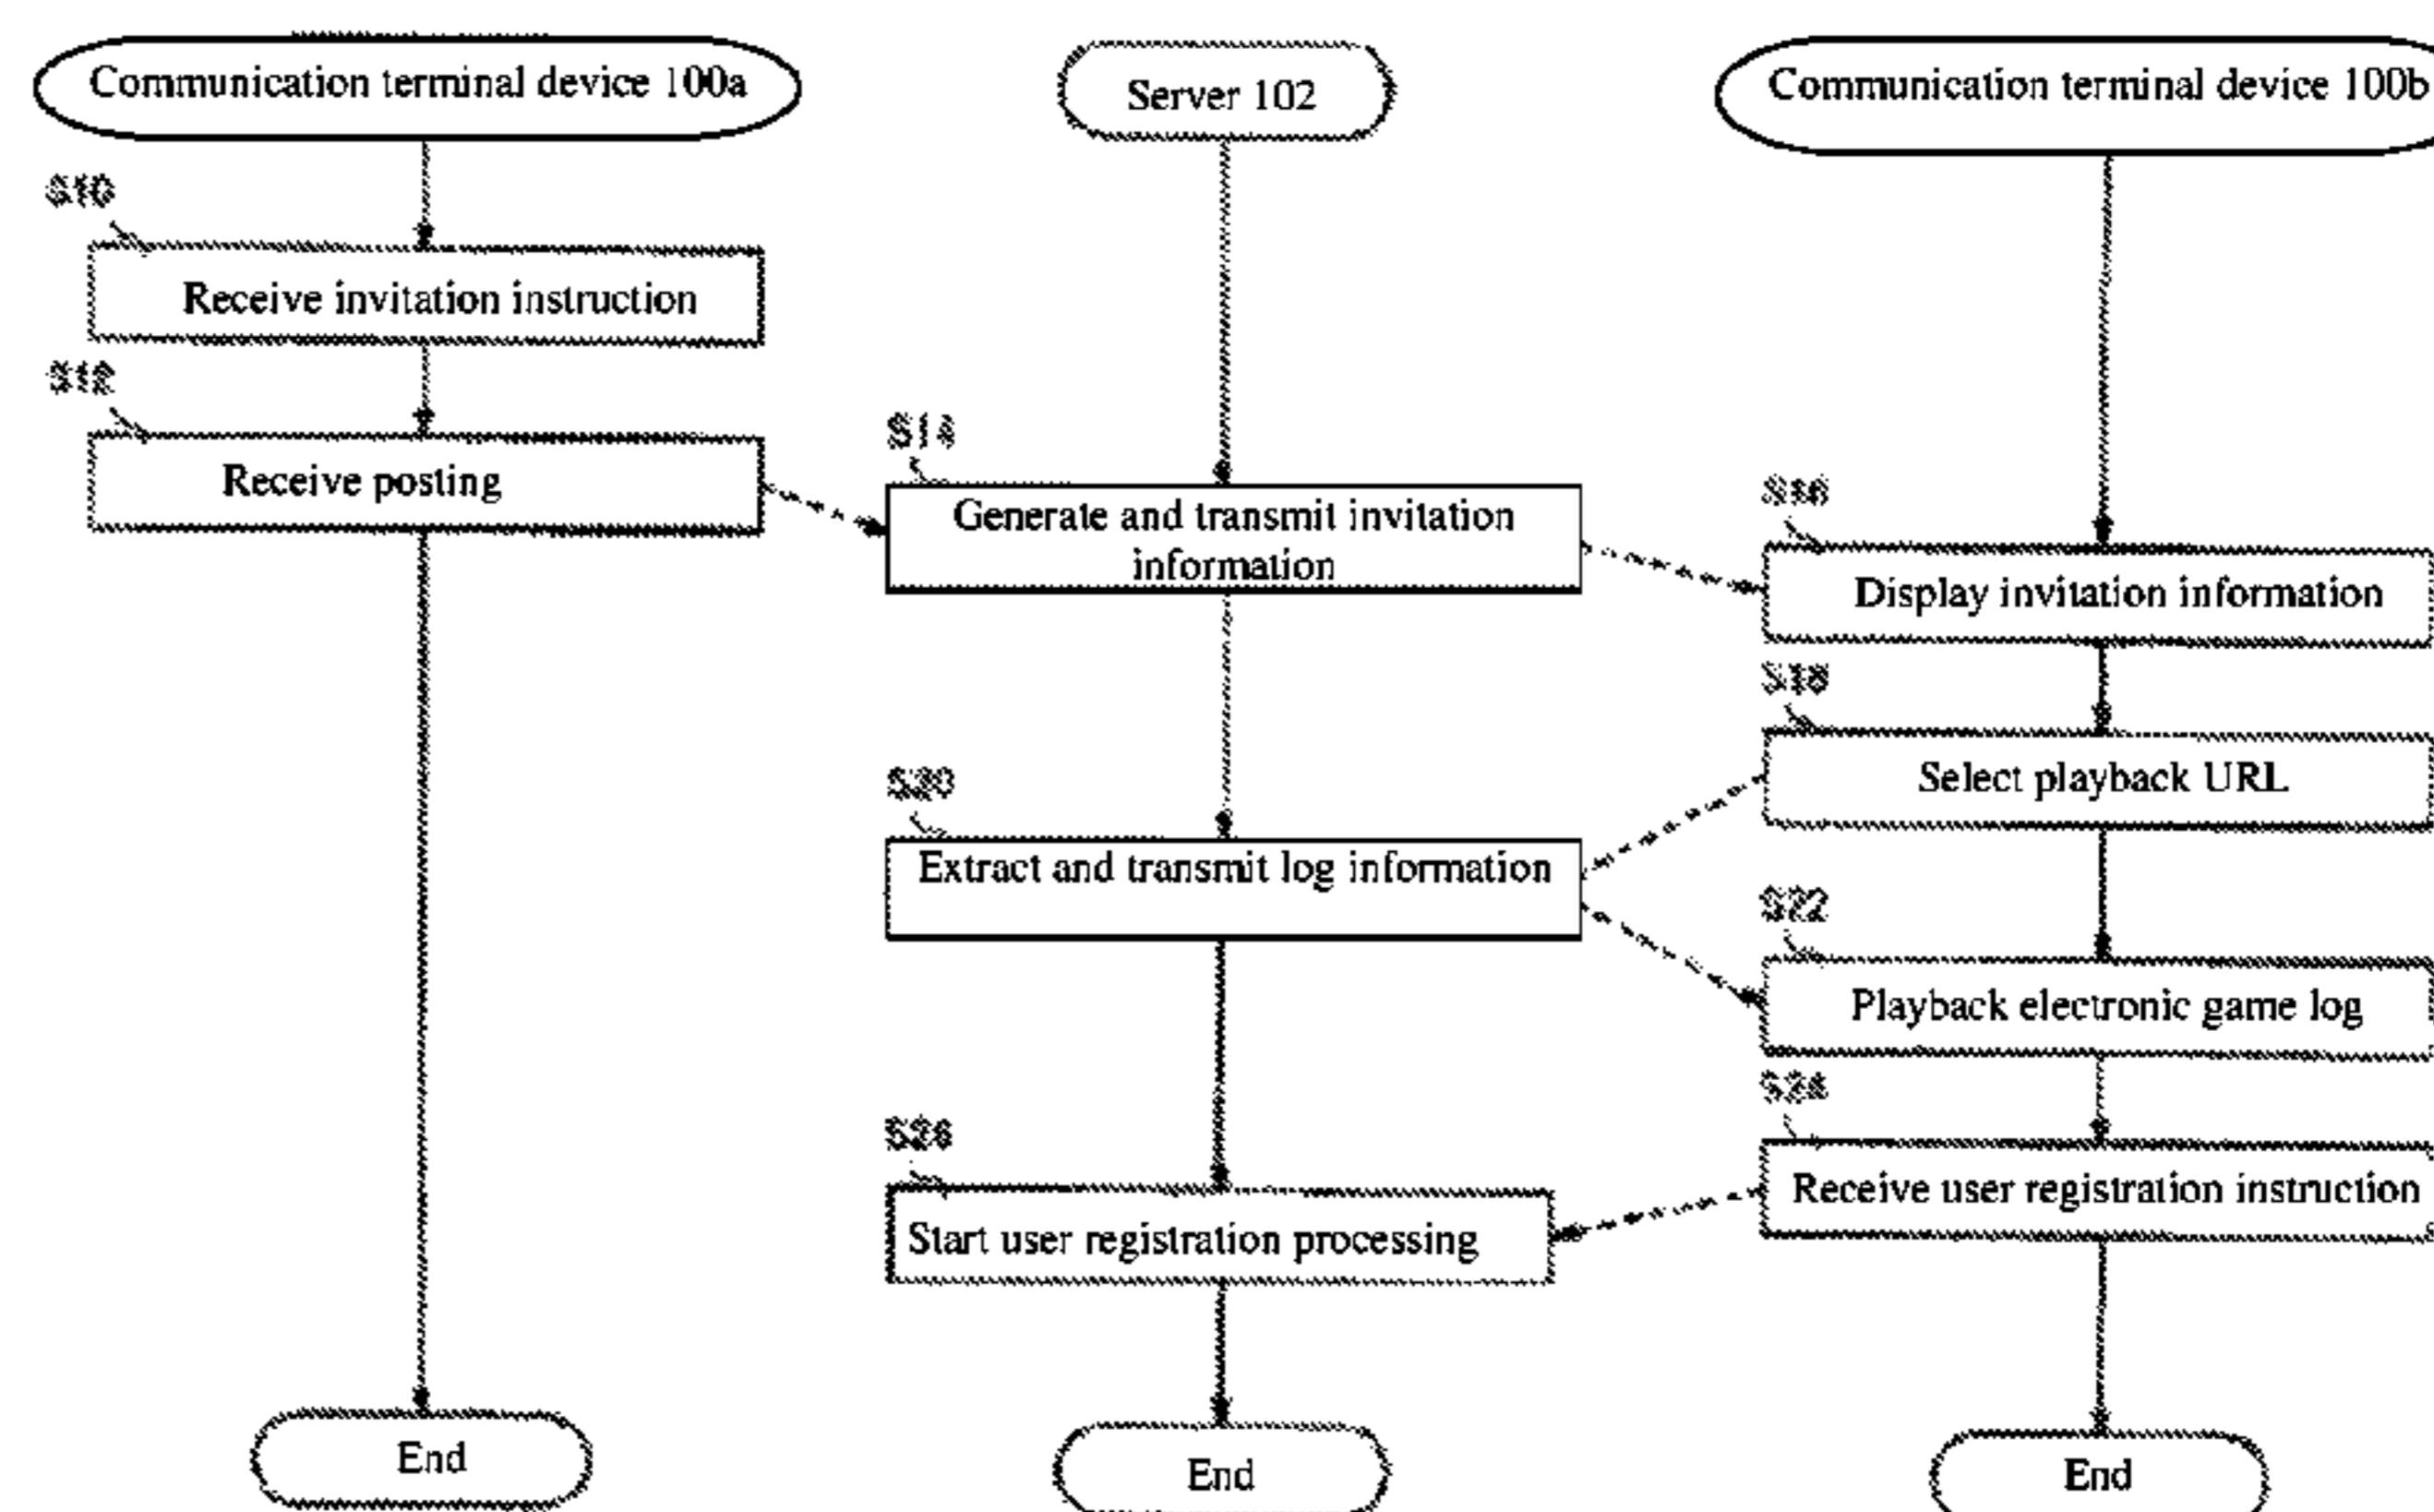 Communication terminal device 100a
Server 102
Communication terminal device 100b
S10
Receive invitation instruction
S12
Receive posting
Generate and transmit invitation
information
S16
Display invitation information
S18
Select playback URL
S20
Extract and transmit log information
S22
Playback electronic game log
S24
Receive user registration instruction
S26
Start user registration processing
End
End
End